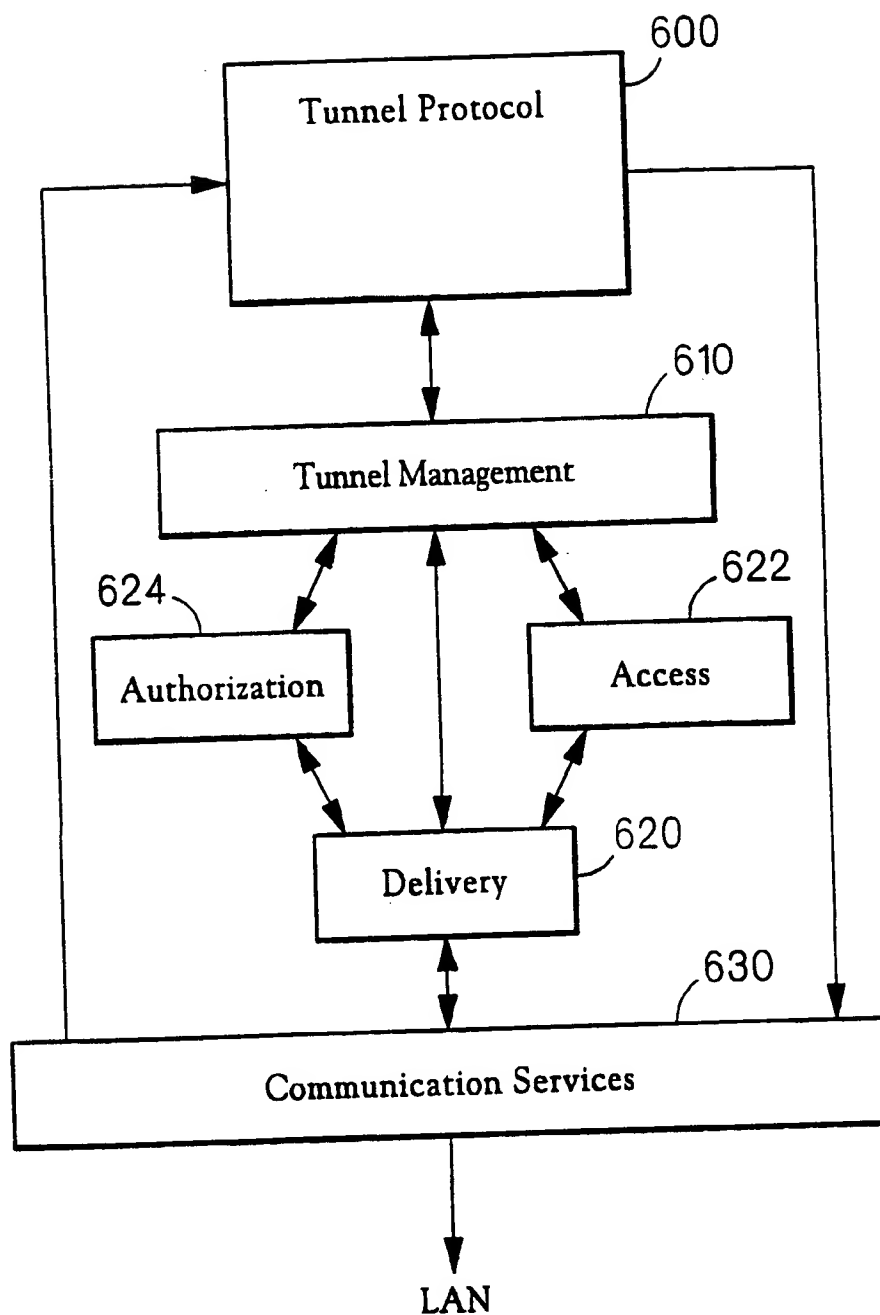 600
Tunnel Protocol
610
Tunnel Management
624
622
Authorization
Access
620
Delivery
630
Communication Services
LAN